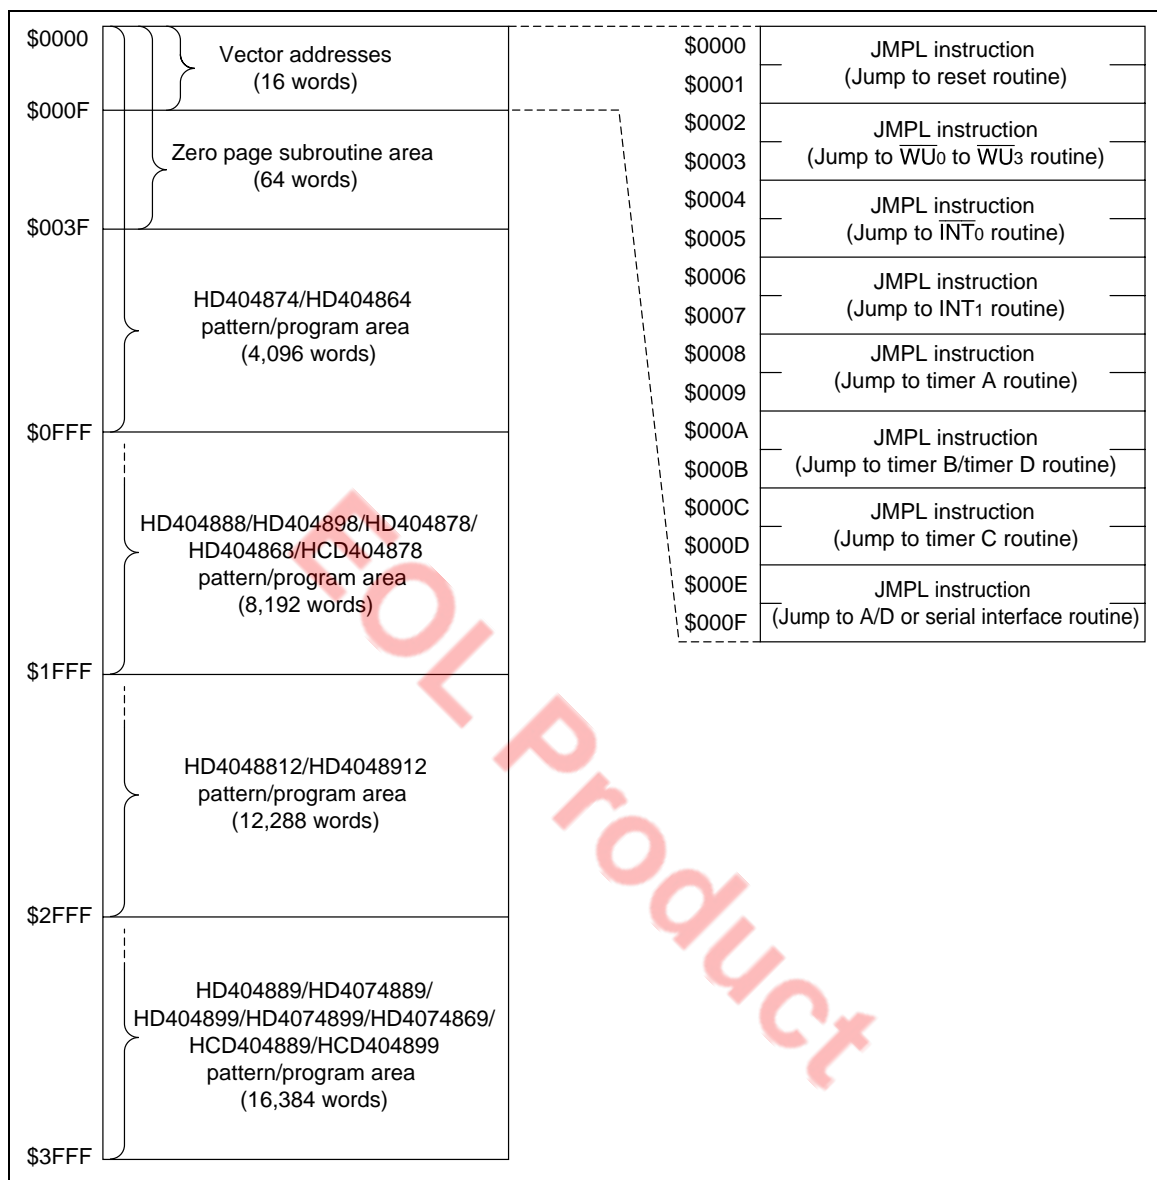 $0000
Vector addresses
(16 words)
$000F
Zero page subroutine area
(64 words)
$003F
HD404874/HD404864
pattern/program area
(4,096 words)
$0FFF
HD404888/HD404898/HD404878/
HD404868/HCD404878
pattern/program area
(8,192 words)
$1FFF
HD4048812/HD4048912
pattern/program area
(12,288 words)
$2FFF
HD404889/HD4074889/
HD404899/HD4074899/HD4074869/
HCD404889/HCD404899
pattern/program area
(16,384 words)
$3FFF
$0000
JMPL instruction
(Jump to reset routine)
$0001
$0002
JMPL instruction
(Jump to W̅U̅0 to W̅U̅3 routine)
$0003
$0004
JMPL instruction
(Jump to I̅N̅T̅0 routine)
$0005
$0006
JMPL instruction
(Jump to INT1 routine)
$0007
$0008
JMPL instruction
(Jump to timer A routine)
$0009
$000A
JMPL instruction
(Jump to timer B/timer D routine)
$000B
$000C
JMPL instruction
(Jump to timer C routine)
$000D
$000E
JMPL instruction
(Jump to A/D or serial interface routine)
$000F
EOL Product